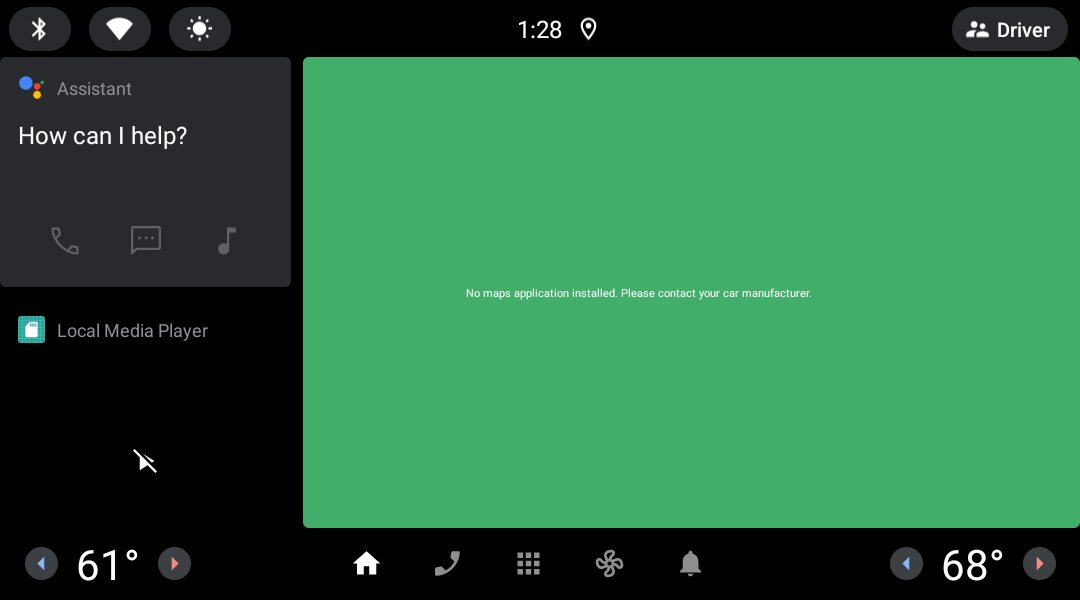 1:28
Driver
Assistant
How can I help?
No maps application installed. Please contact your car manufacturer.
Local Media Player
61°
68°